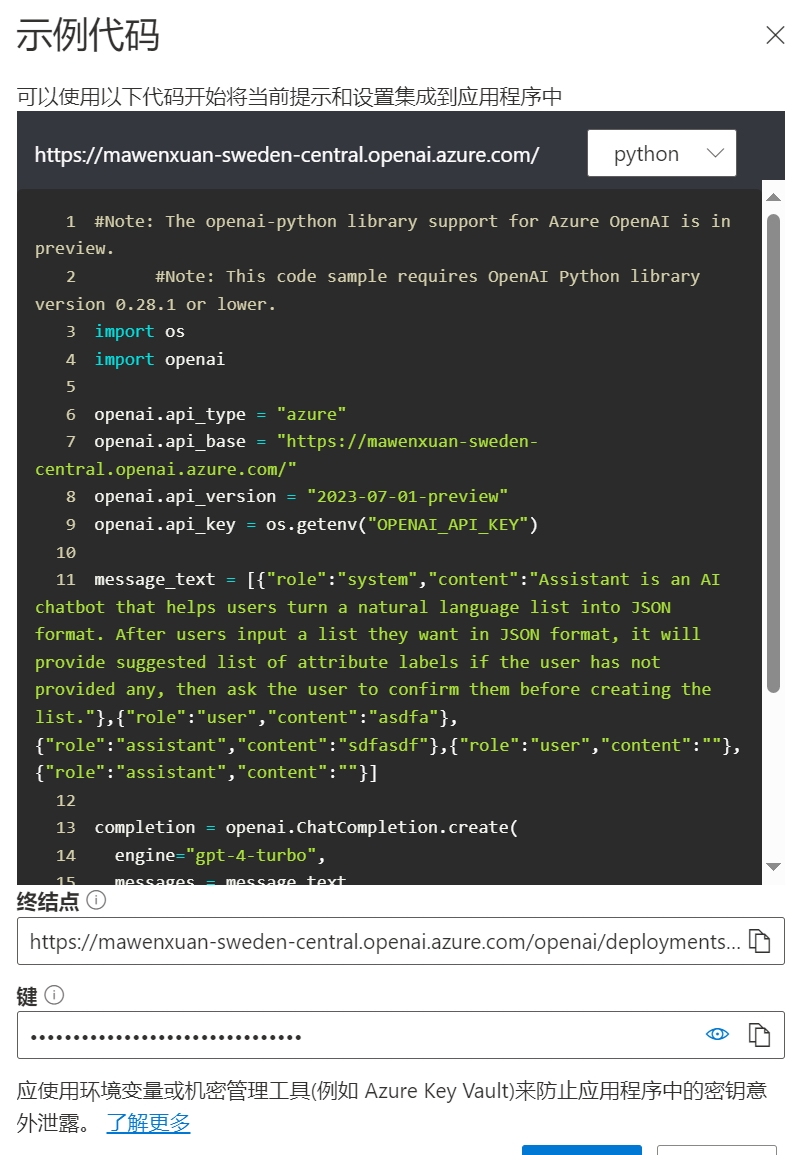 示例代码
可以使用以下代码开始将当前提示和设置集成到应用程序中
https://mawenxuan-sweden-central.openai.azure.com/
python
1 #Note: The openai-python library support for Azure OpenAI is in
preview.
2 #Note: This code sample requires OpenAI Python library
version 0.28.1 or lower.
3 import os
4 import openai
5
6 openai.api_type = "azure"
7 openai.api_base = "https://mawenxuan-sweden-
central.openai.azure.com/"
8 openai.api_version = "2023-07-01-preview"
9 openai.api_key = os.getenv("OPENAI_API_KEY")
10
11 message_text = [{"role":"system","content":"Assistant is an AI
chatbot that helps users turn a natural language list into JSON
format. After users input a list they want in JSON format, it will
provide suggested list of attribute labels if the user has not
provided any, then ask the user to confirm them before creating the
list."},{"role":"user","content":"asdfa"},
{"role":"assistant","content":"sdfasdf"},{"role":"user","content":""},
{"role":"assistant","content":""}]
12
13 completion = openai.ChatCompletion.create(
14 engine="gpt-4-turbo",
15 messages = message_text
终结点
https://mawenxuan-sweden-central.openai.azure.com/openai/deployments...
键
••••••••••••••••••••••••••••••••
应使用环境变量或机密管理工具(例如 Azure Key Vault)来防止应用程序中的密钥意
外泄露。 了解更多